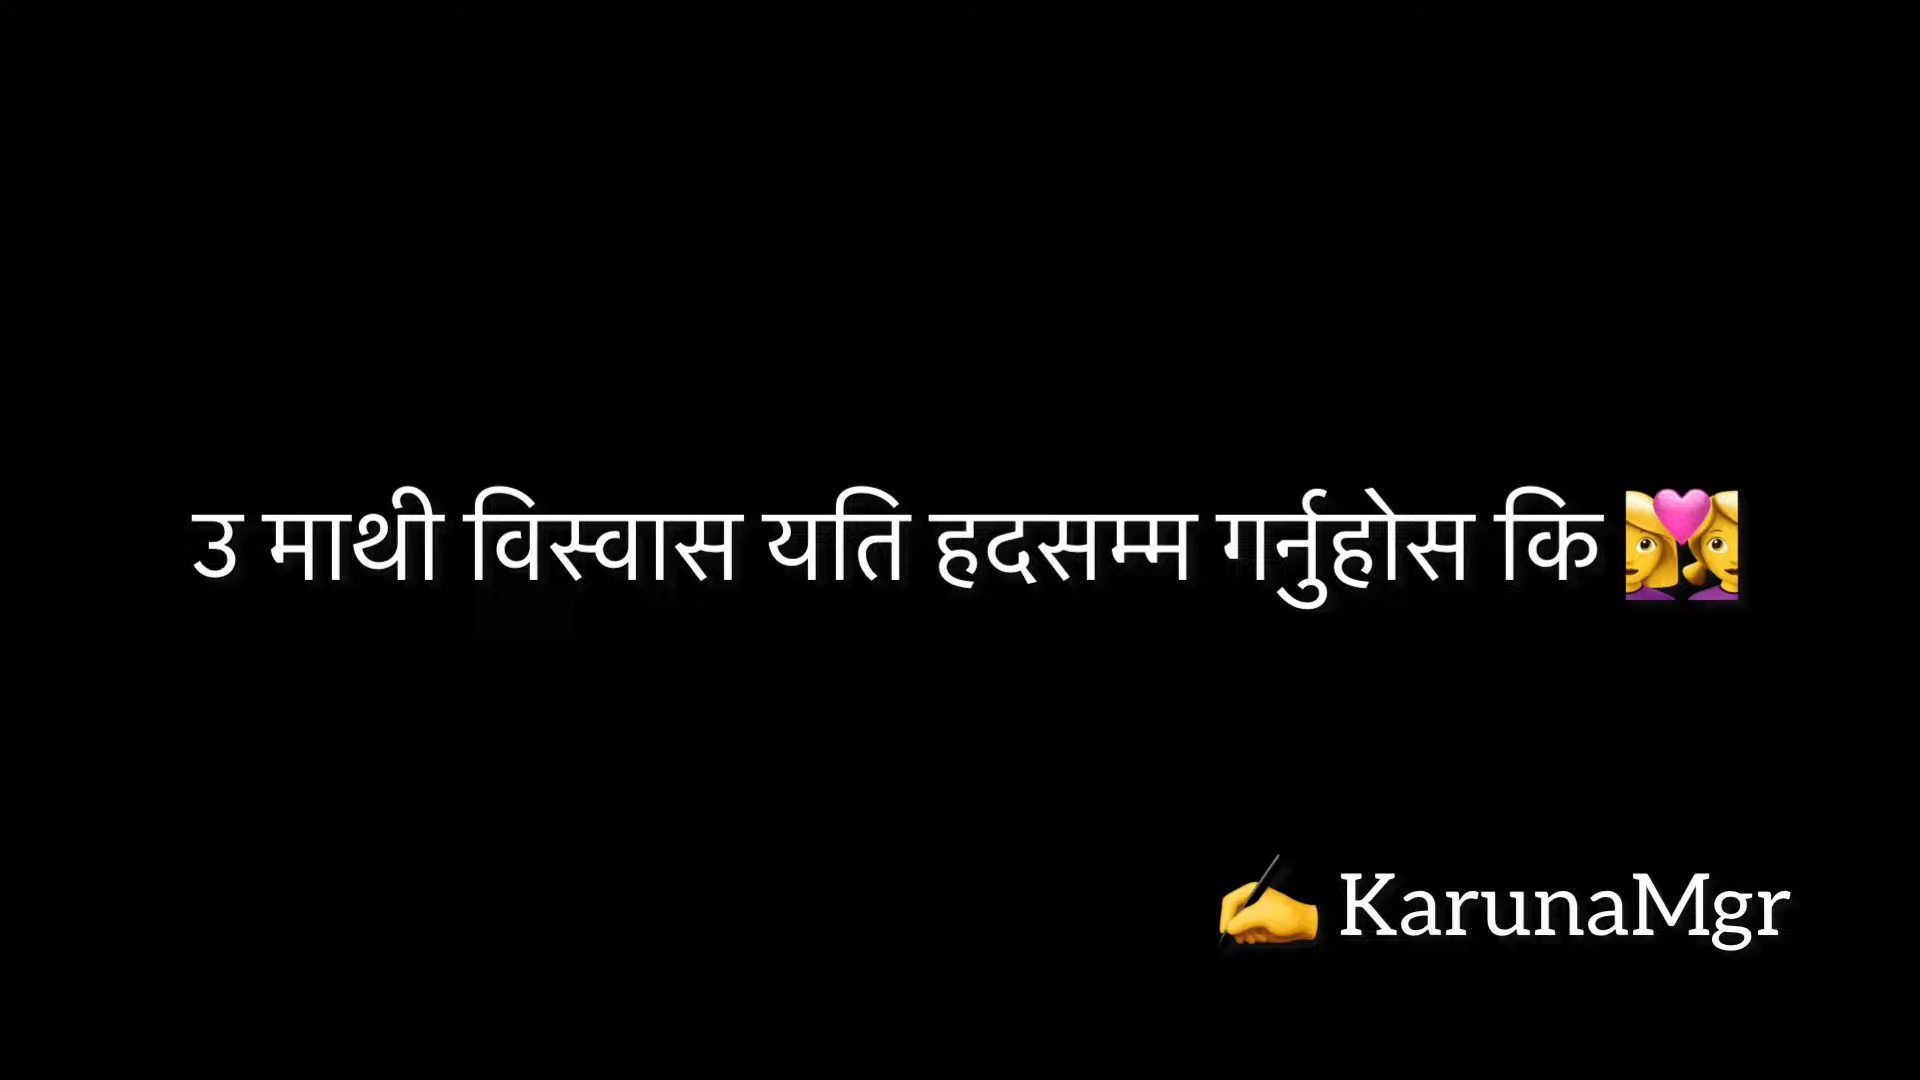 उ माथी विस्वास यति हदसम्म गर्नुहोस कि 👩‍❤️‍👩
✍️ KarunaMgr